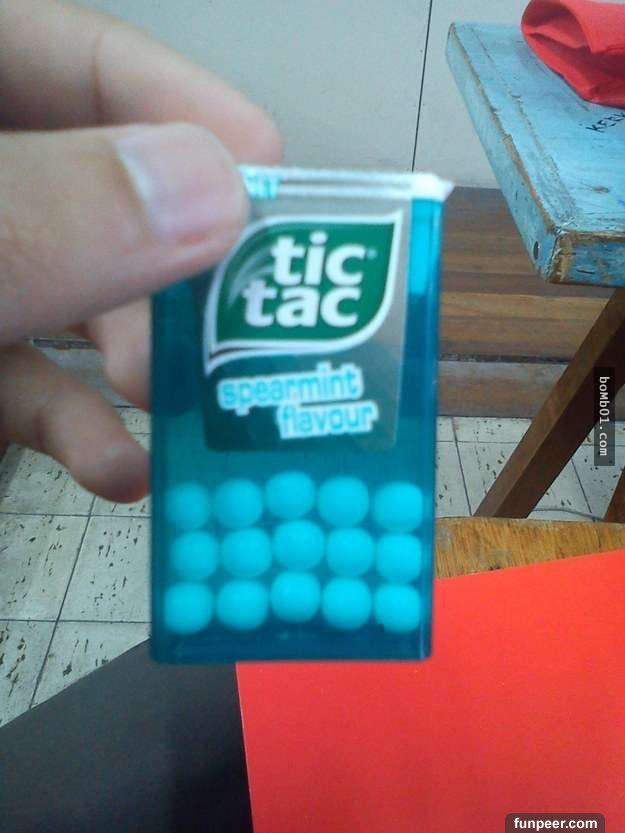 tic
tac
spearmint
flavour
bomb01.com
funpeer.com